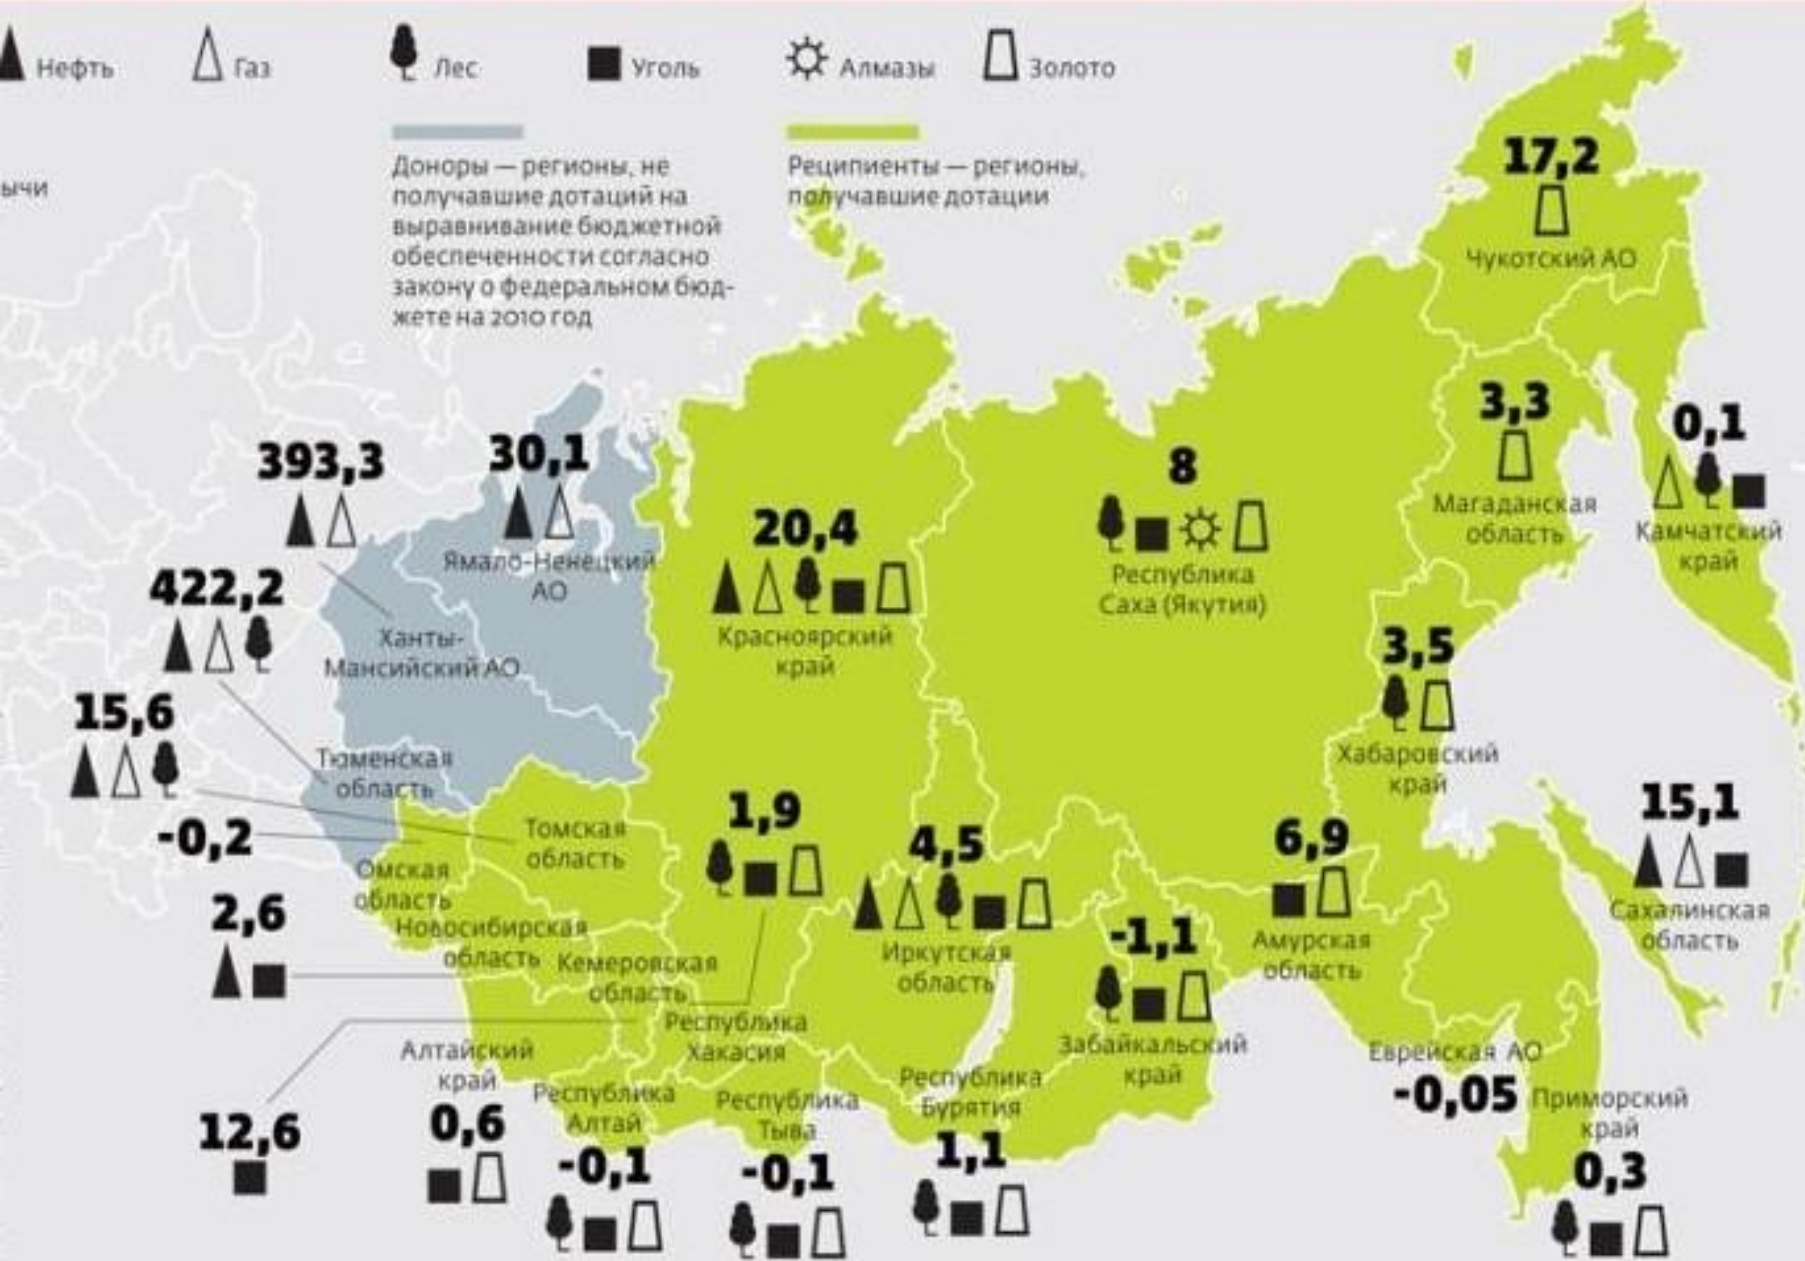 Нефть
Газ
Лес
Уголь
Алмазы
Золото
ычи
Доноры — регионы, не
получавшие дотаций на
выравнивание бюджетной
обеспеченности согласно
закону о федеральном бюд-
жете на 2010 год
Реципиенты — регионы,
получавшие дотации
17,2
Чукотский АО
3,3
Магаданская
область
0,1
Камчатский
край
393,3
Ханты-
Мансийский АО
30,1
Ямало-Ненецкий
АО
20,4
Красноярский
край
8
Республика
Саха (Якутия)
422,2
Тюменская
область
3,5
Хабаровский
край
15,6
Томская
область
-0,2
Омская
область
1,9
4,5
Иркутская
область
6,9
Амурская
область
15,1
Сахалинская
область
2,6
Новосибирская
область
Кемеровская
область
-1,1
Забайкальский
край
Республика
Хакасия
12,6
Алтайский
край
0,6
Республика
Алтай
-0,1
Республика
Тыва
-0,1
Республика
Бурятия
1,1
Еврейская АО
-0,05
Приморский
край
0,3